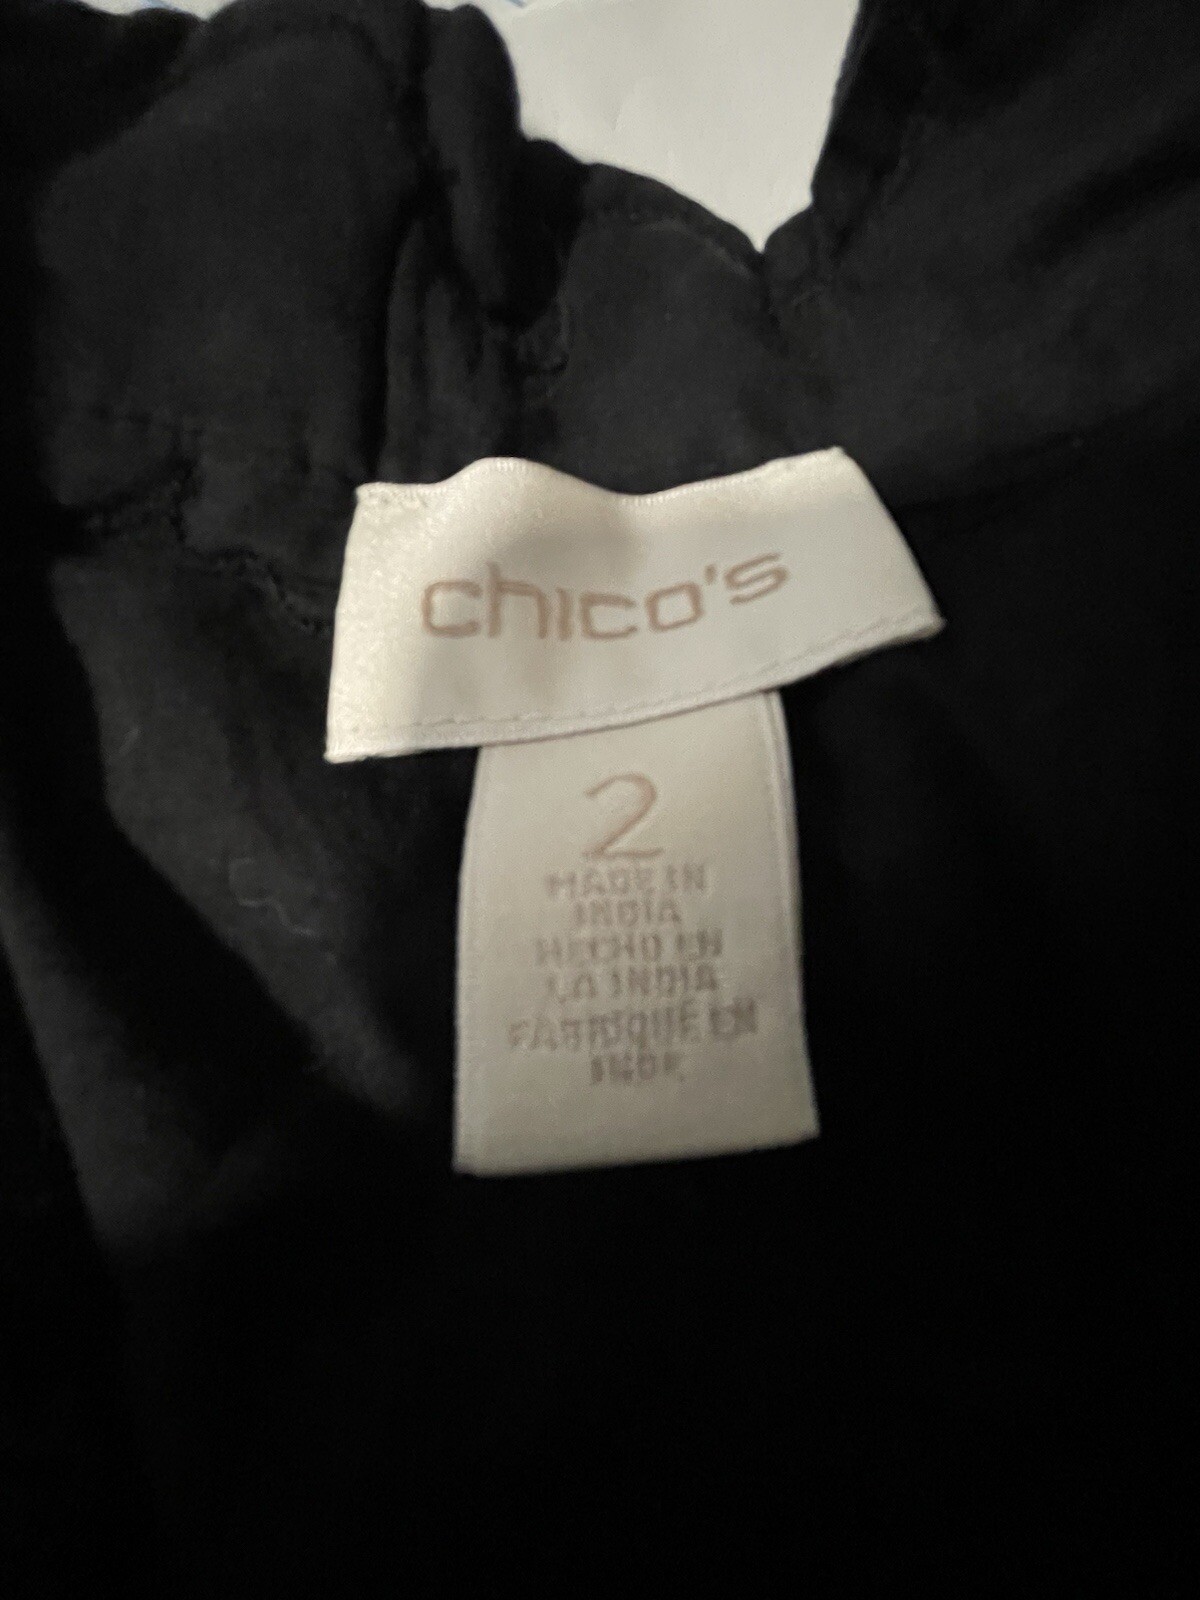 chico's
2
MADE IN
INDIA
HECHO EN
LA INDIA
FABRIQUÉ EN
INDE